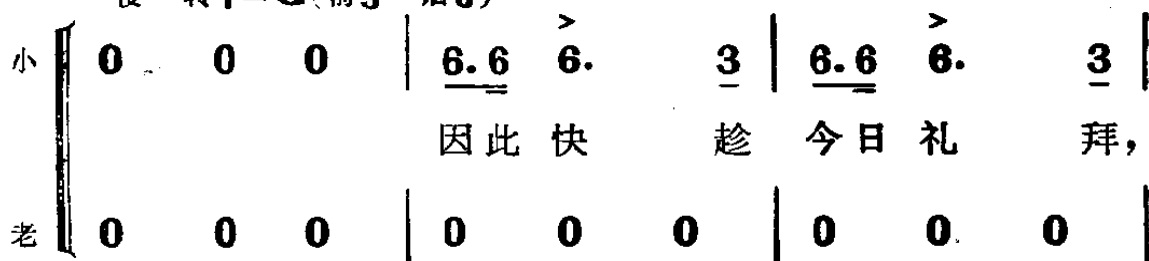 小 0 0 0 | 6. 6 6. 3 | 6. 6 6. 3 |
因此 快 趁 今日 礼 拜，
老 0 0 0 | 0 0 0 | 0 0 0 |